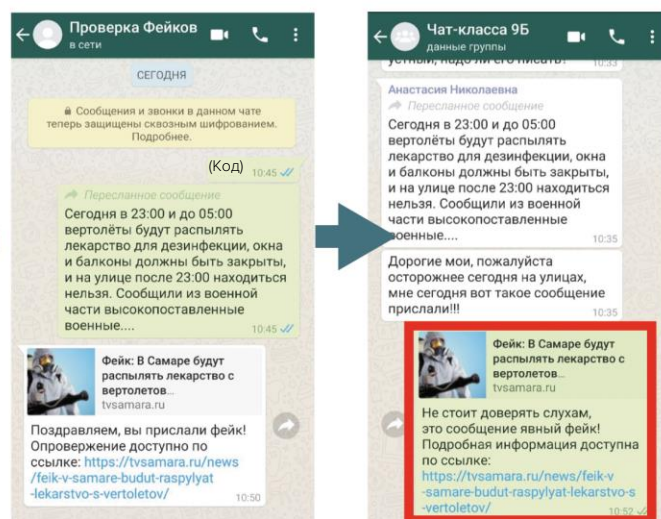 Проверка Фейков
в сети
СЕГОДНЯ
Сообщения и звонки в данном чате
теперь защищены сквозным шифрованием.
Подробнее.
(Код) 10:45
Пересланное сообщение
Сегодня в 23:00 и до 05:00
вертолёты будут распылять
лекарство для дезинфекции, окна
и балконы должны быть закрыты,
и на улице после 23:00 находиться
нельзя. Сообщили из военной
части высокопоставленные
военные.... 10:45
Фейк: В Самаре будут
распылять лекарство с
вертолетов...
tvsamara.ru
Поздравляем, вы прислали фейк!
Опровержение доступно по
ссылке: https://tvsamara.ru/news
/feik-v-samare-budut-raspylyat
-lekarstvo-s-vertoletov/ 10:50
Чат-класса 9Б
данные группы
устный, надо ли его писать? 10:33
Анастасия Николаевна
Пересланное сообщение
Сегодня в 23:00 и до 05:00
вертолёты будут распылять
лекарство для дезинфекции, окна
и балконы должны быть закрыты,
и на улице после 23:00 находиться
нельзя. Сообщили из военной
части высокопоставленные
военные.... 10:35
Дорогие мои, пожалуйста
осторожнее сегодня на улицах,
мне сегодня вот такое сообщение
прислали!!! 10:35
Фейк: В Самаре будут
распылять лекарство с
вертолетов...
tvsamara.ru
Не стоит доверять слухам,
это сообщение явный фейк!
Подробная информация доступна
по ссылке:
https://tvsamara.ru/news/feik-v
-samare-budut-raspylyat-lekarstvo-s
-vertoletov/ 10:52